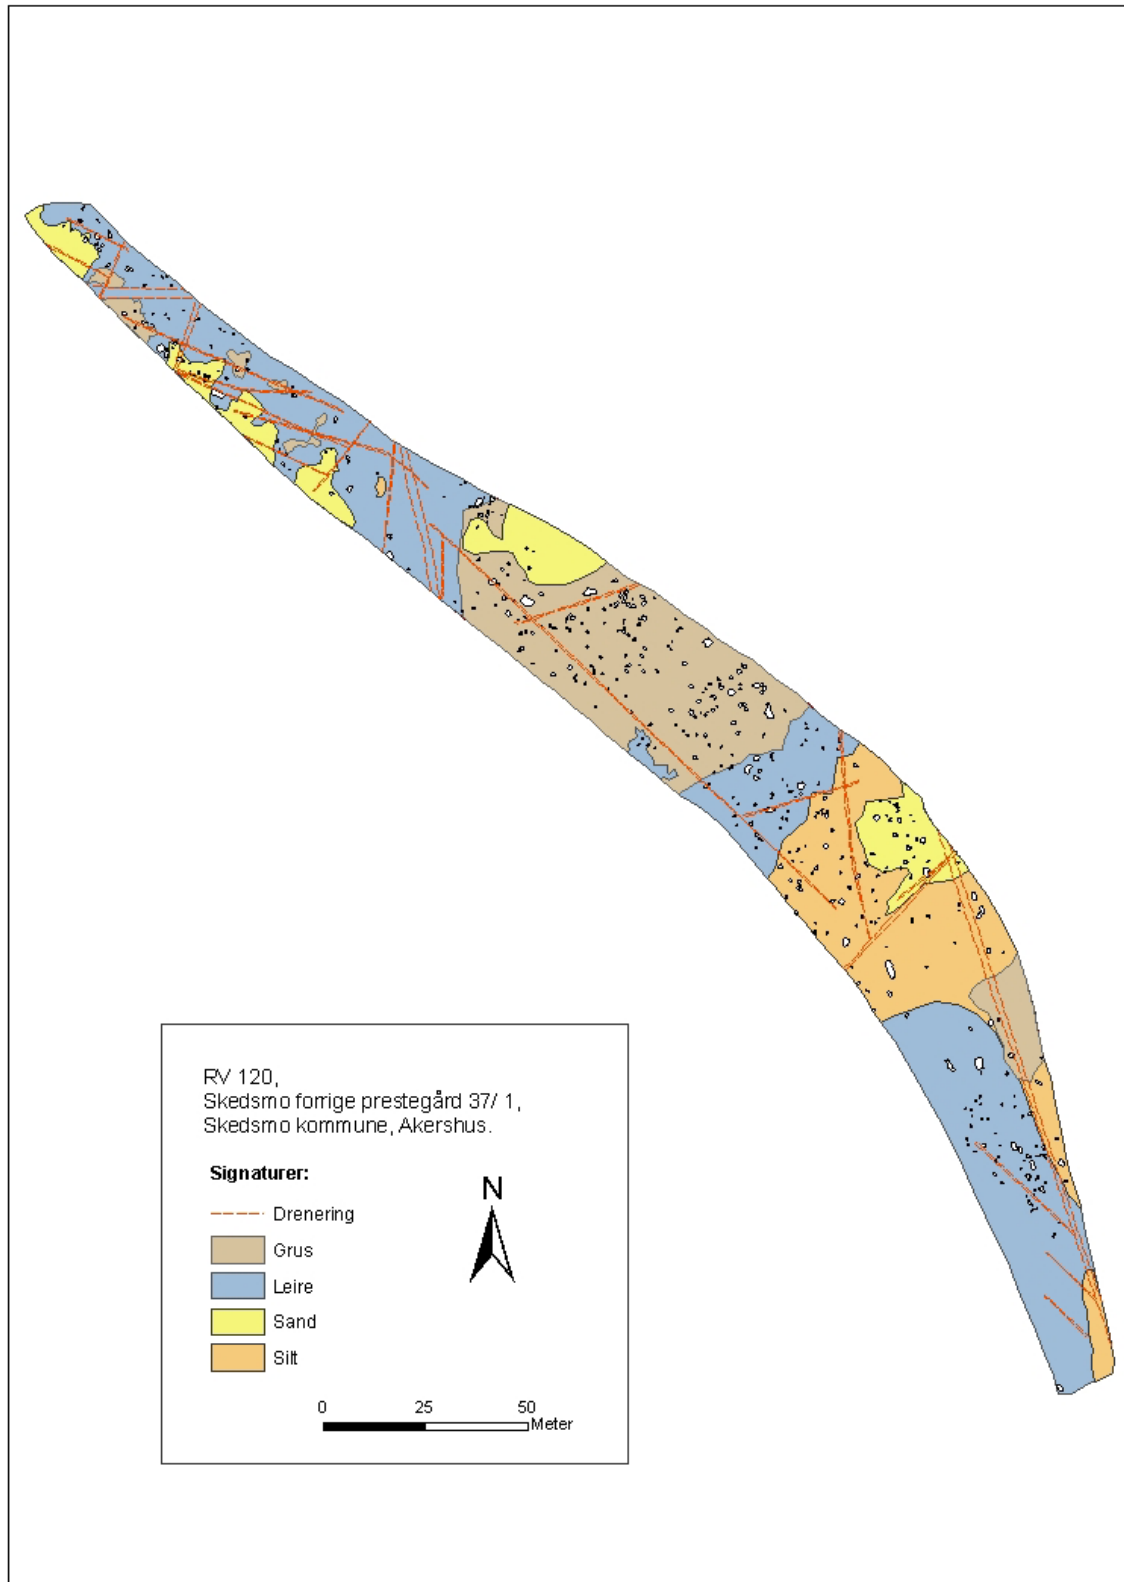 RV 120,
Skedsmo forrige prestegård 37/ 1,
Skedsmo kommune, Akershus.
Signaturer:
N
Drenering
Grus
Leire
Sand
Silt
0 25 50
Meter